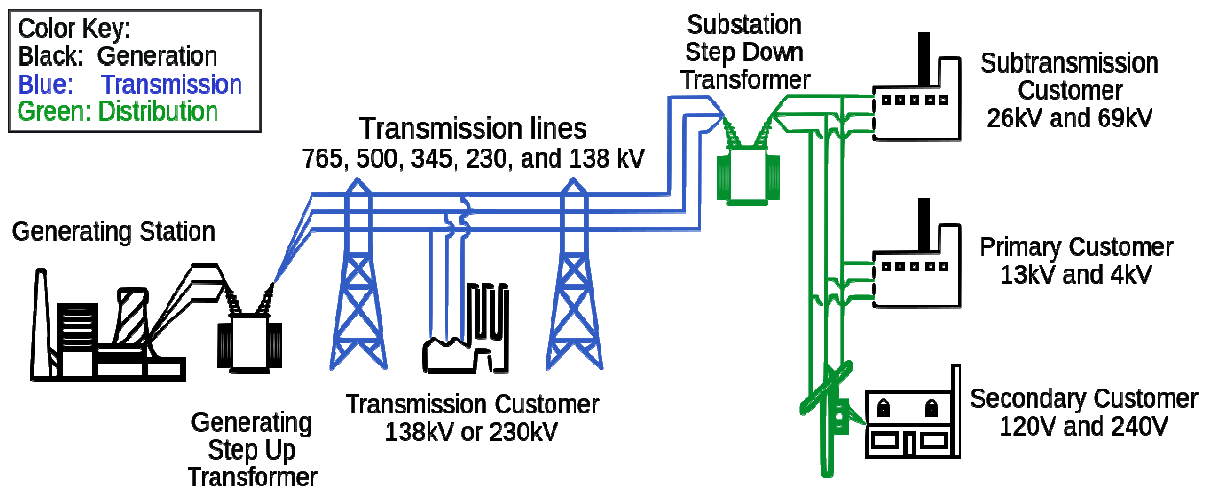 Color Key:
Black: Generation
Blue: Transmission
Green: Distribution
Substation
Step Down
Transformer
Subtransmission
Customer
26kV and 69kV
Transmission lines
765, 500, 345, 230, and 138 kV
Generating Station
Primary Customer
13kV and 4kV
Transmission Customer
138kV or 230kV
Generating
Step Up
Transformer
Secondary Customer
120V and 240V